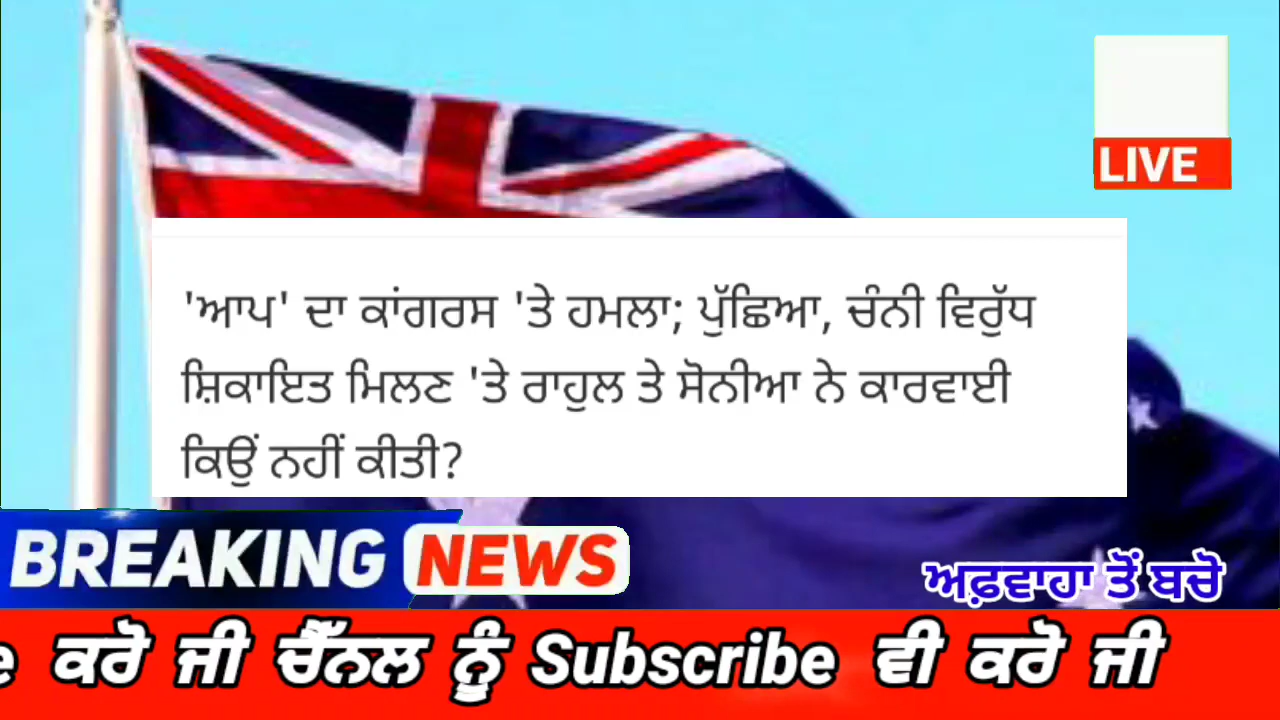 LIVE
'ਆਪ' ਦਾ ਕਾਂਗਰਸ 'ਤੇ ਹਮਲਾ; ਪੁੱਛਿਆ, ਚੰਨੀ ਵਿਰੁੱਧ
ਸ਼ਿਕਾਇਤ ਮਿਲਣ 'ਤੇ ਰਾਹੁਲ ਤੇ ਸੋਨੀਆ ਨੇ ਕਾਰਵਾਈ
ਕਿਉਂ ਨਹੀਂ ਕੀਤੀ?
BREAKING NEWS
ਅਫ਼ਵਾਹਾ ਤੋਂ ਬਚੋ
ਕਰੋ ਜੀ ਚੈੱਨਲ ਨੂੰ Subscribe ਵੀ ਕਰੋ ਜੀ